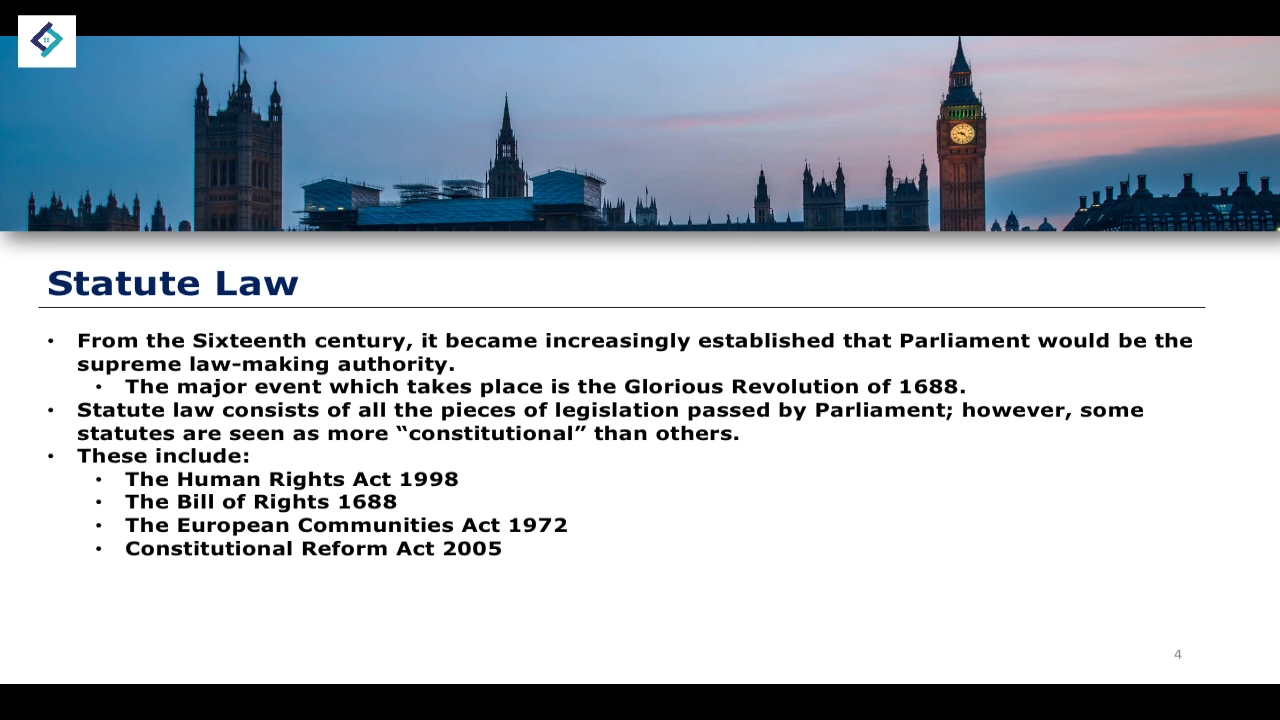 Statute Law
• From the Sixteenth century, it became increasingly established that Parliament would be the
supreme law-making authority.
• The major event which takes place is the Glorious Revolution of 1688.
• Statute law consists of all the pieces of legislation passed by Parliament; however, some
statutes are seen as more “constitutional” than others.
• These include:
• The Human Rights Act 1998
• The Bill of Rights 1688
• The European Communities Act 1972
• Constitutional Reform Act 2005
4